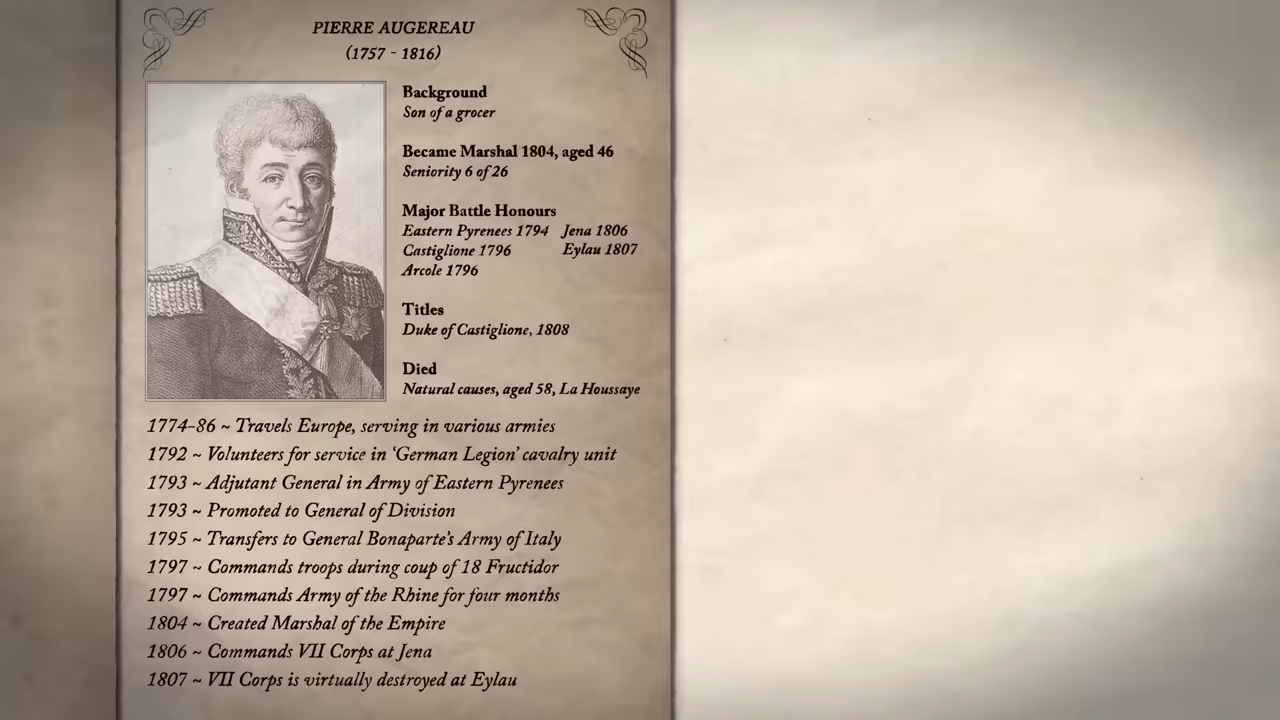 PIERRE AUGEREAU
(1757 - 1816)
Background
Son of a grocer
Became Marshal 1804, aged 46
Seniority 6 of 26
Major Battle Honours
Eastern Pyrenees 1794 Jena 1806
Castiglione 1796 Eylau 1807
Arcole 1796
Titles
Duke of Castiglione, 1808
Died
Natural causes, aged 58, La Houssaye
1774-86 ~ Travels Europe, serving in various armies
1792 ~ Volunteers for service in ‘German Legion’ cavalry unit
1793 ~ Adjutant General in Army of Eastern Pyrenees
1793 ~ Promoted to General of Division
1795 ~ Transfers to General Bonaparte’s Army of Italy
1797 ~ Commands troops during coup of 18 Fructidor
1797 ~ Commands Army of the Rhine for four months
1804 ~ Created Marshal of the Empire
1806 ~ Commands VII Corps at Jena
1807 ~ VII Corps is virtually destroyed at Eylau